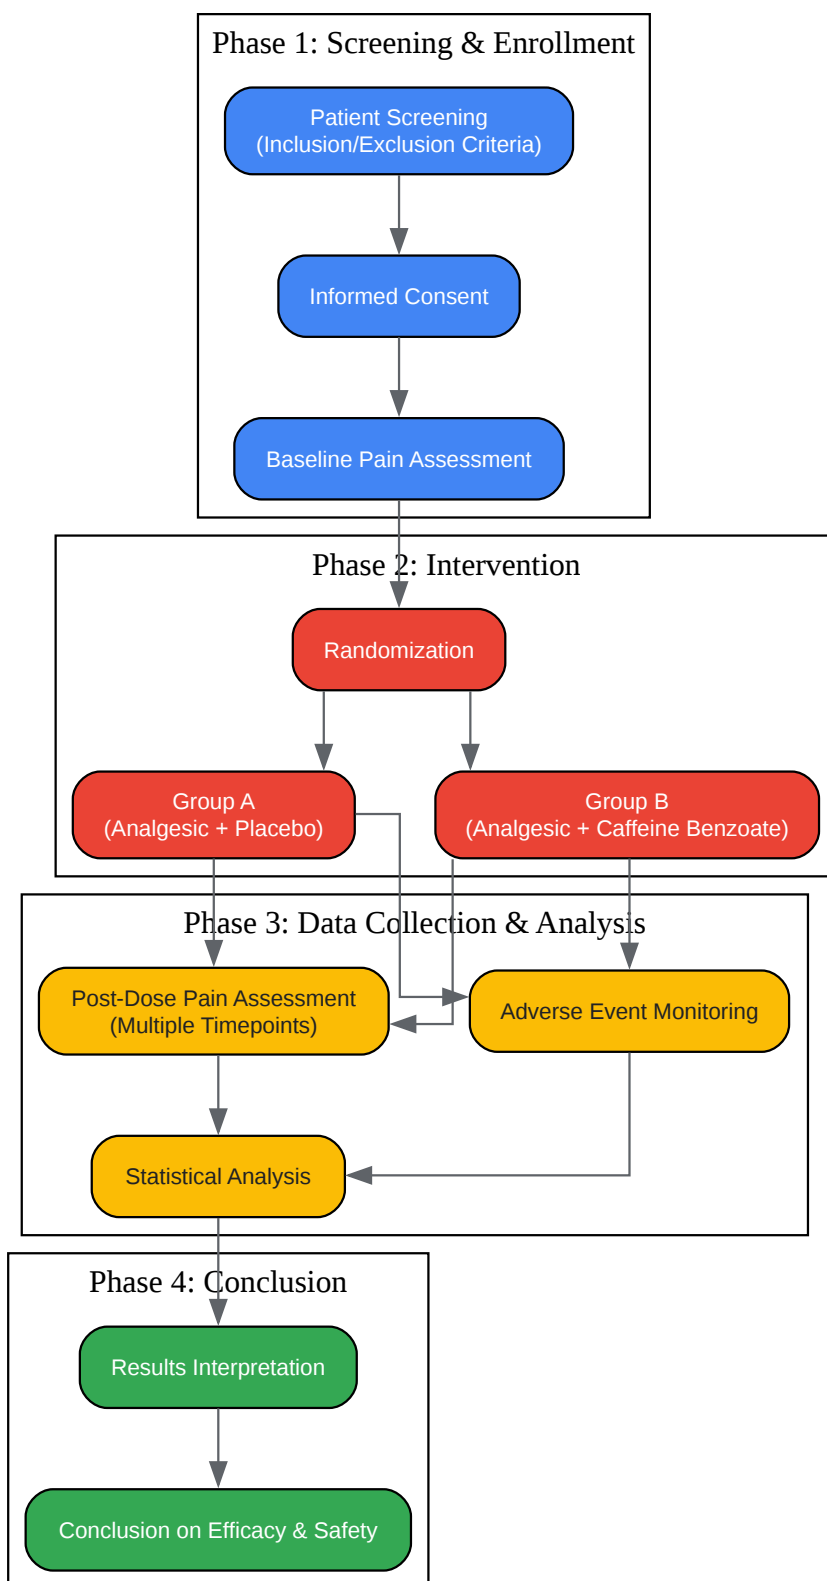 Phase 1: Screening & Enrollment
Patient Screening
(Inclusion/Exclusion Criteria)
Informed Consent
Baseline Pain Assessment
Phase 2: Intervention
Randomization
Group A
(Analgesic + Placebo)
Group B
(Analgesic + Caffeine Benzoate)
Phase 3: Data Collection & Analysis
Post-Dose Pain Assessment
(Multiple Timepoints)
Adverse Event Monitoring
Statistical Analysis
Phase 4: Conclusion
Results Interpretation
Conclusion on Efficacy & Safety